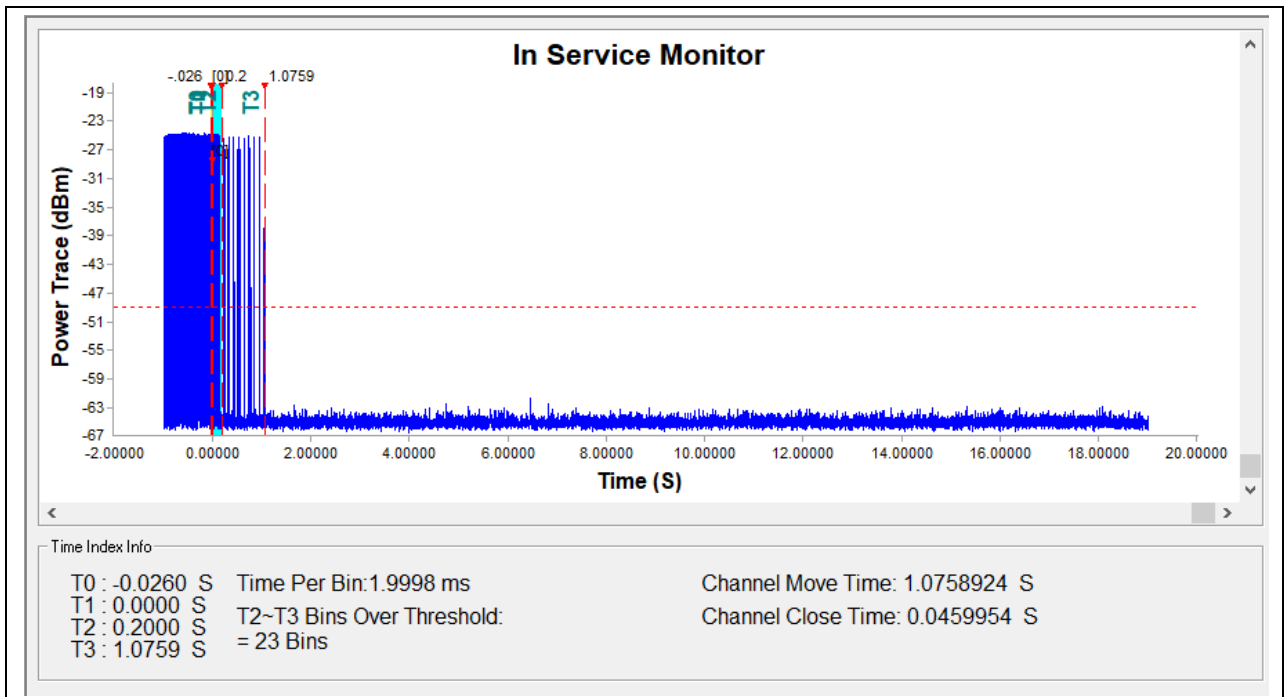 In Service Monitor
-.026 [0]0.2 1.0759
T2 T3
-19
-23
-27
-31
-35
-39
-43
-47
-51
-55
-59
-63
-67
Power Trace (dBm)
-2.00000 0.00000 2.00000 4.00000 6.00000 8.00000 10.00000 12.00000 14.00000 16.00000 18.00000 20.00000
Time (S)
Time Index Info
T0 : -0.0260 S
T1 : 0.0000 S
T2 : 0.2000 S
T3 : 1.0759 S
Time Per Bin:1.9998 ms
T2~T3 Bins Over Threshold:
= 23 Bins
Channel Move Time: 1.0758924 S
Channel Close Time: 0.0459954 S